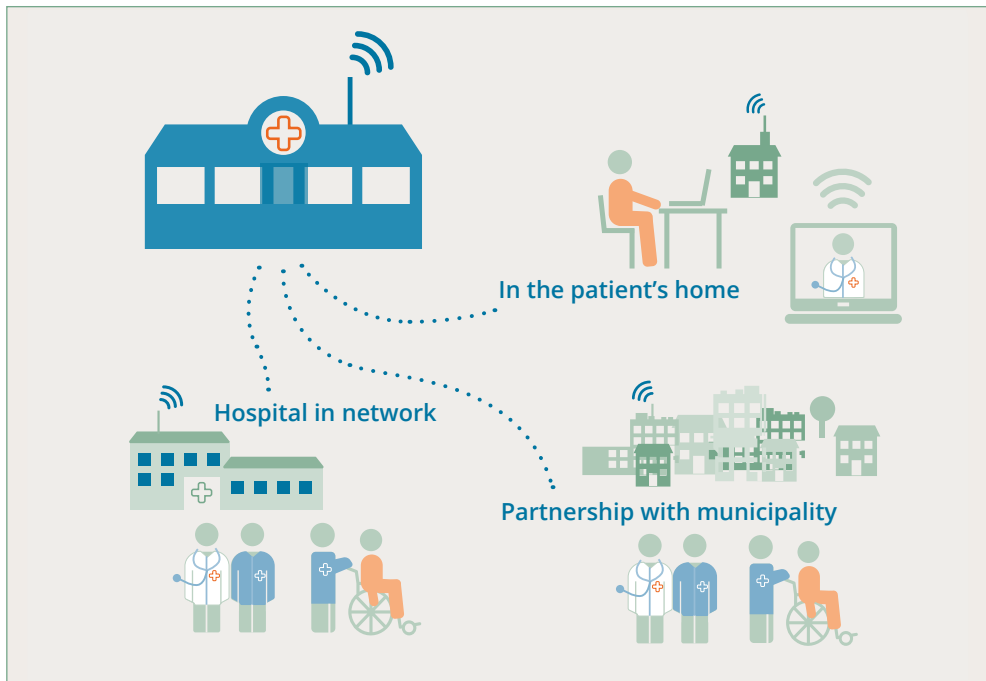 In the patient’s home
Hospital in network
Partnership with municipality